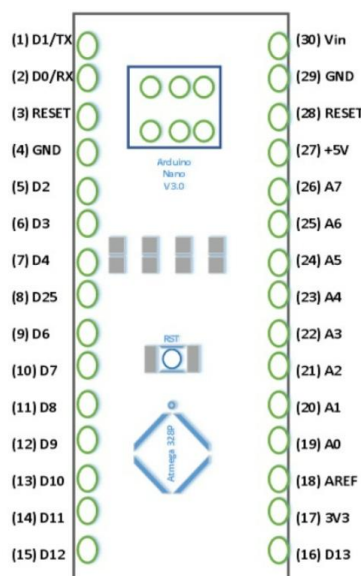 (1) D1/TX
(2) D0/RX
(3) RESET
(4) GND
(5) D2
(6) D3
(7) D4
(8) D25
(9) D6
(10) D7
(11) D8
(12) D9
(13) D10
(14) D11
(15) D12
Arduino
Nano
V3.0
RST
Atmega 328P
(30) Vin
(29) GND
(28) RESET
(27) +5V
(26) A7
(25) A6
(24) A5
(23) A4
(22) A3
(21) A2
(20) A1
(19) A0
(18) AREF
(17) 3V3
(16) D13